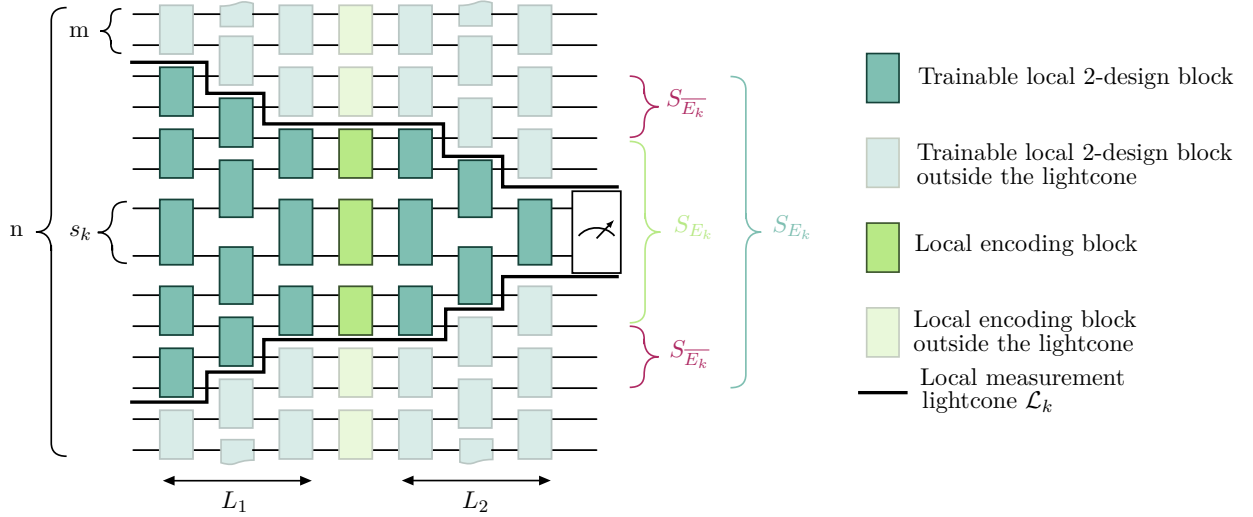 m
n
s_k
S_{\overline{E_k}}
S_{E_k}
S_{E_k}
S_{\overline{E_k}}
L_1
L_2
Trainable local 2-design block
Trainable local 2-design block
outside the lightcone
Local encoding block
Local encoding block
outside the lightcone
Local measurement
lightcone \mathcal{L}_k